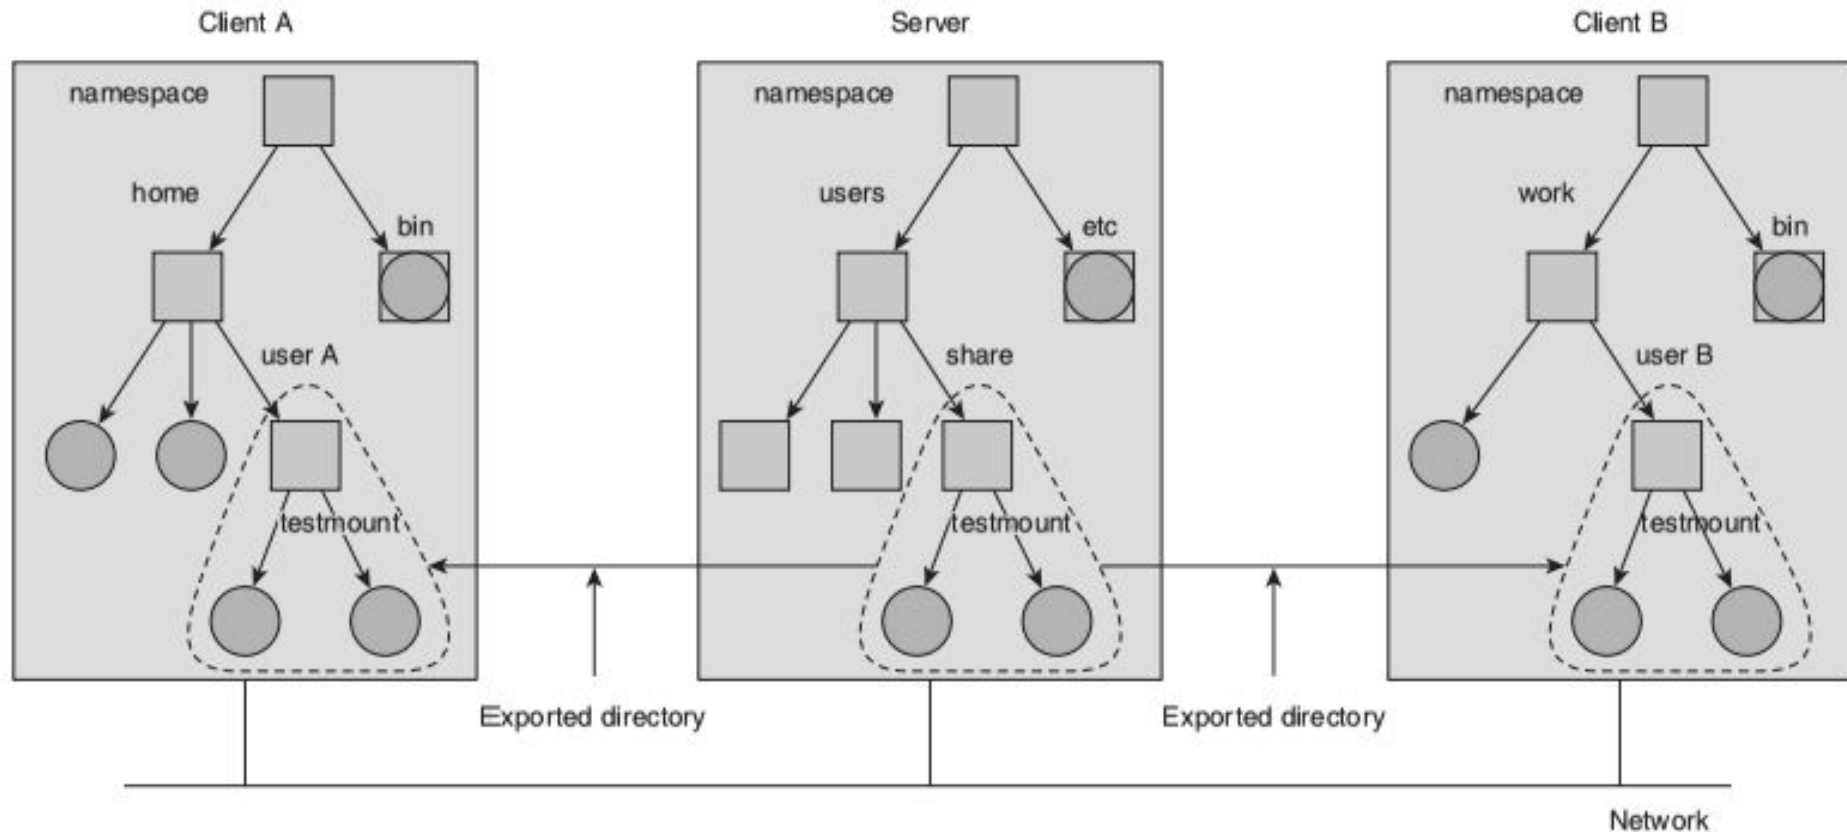 Client A
Server
Client B
namespace
namespace
namespace
home
users
work
bin
etc
bin
user A
share
user B
testmount
testmount
testmount
Exported directory
Exported directory
Network